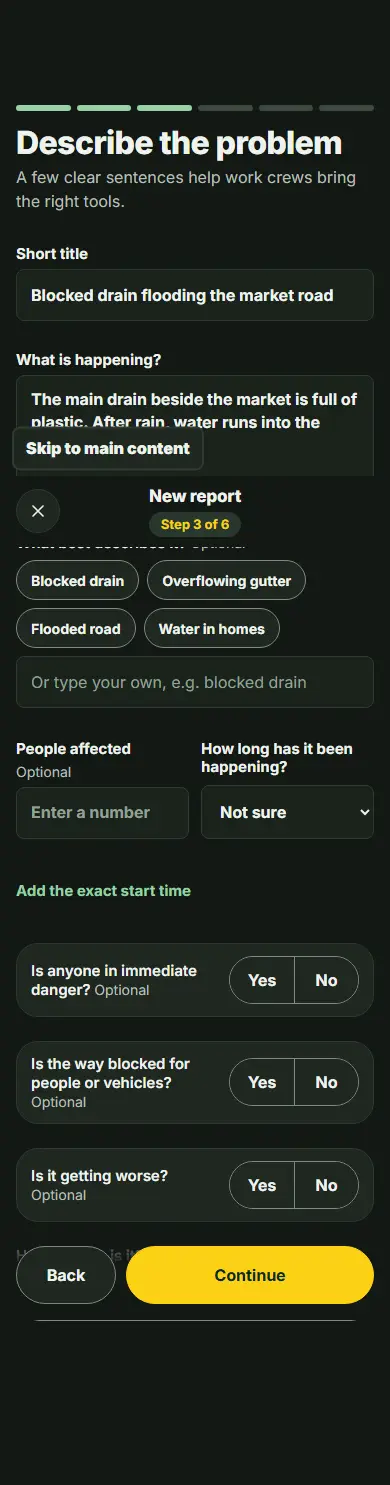 Describe the problem
A few clear sentences help work crews bring
the right tools.
Short title
Blocked drain flooding the market road
What is happening?
The main drain beside the market is full of
plastic. After rain, water runs into the
Skip to main content
New report
Step 3 of 6
Optional
Blocked drain
Overflowing gutter
Flooded road
Water in homes
Or type your own, e.g. blocked drain
People affected
Optional
Enter a number
How long has it been
happening?
Not sure
Add the exact start time
Is anyone in immediate
danger? Optional
Yes
No
Is the way blocked for
people or vehicles?
Optional
Yes
No
Is it getting worse?
Optional
Yes
No
Back
Continue